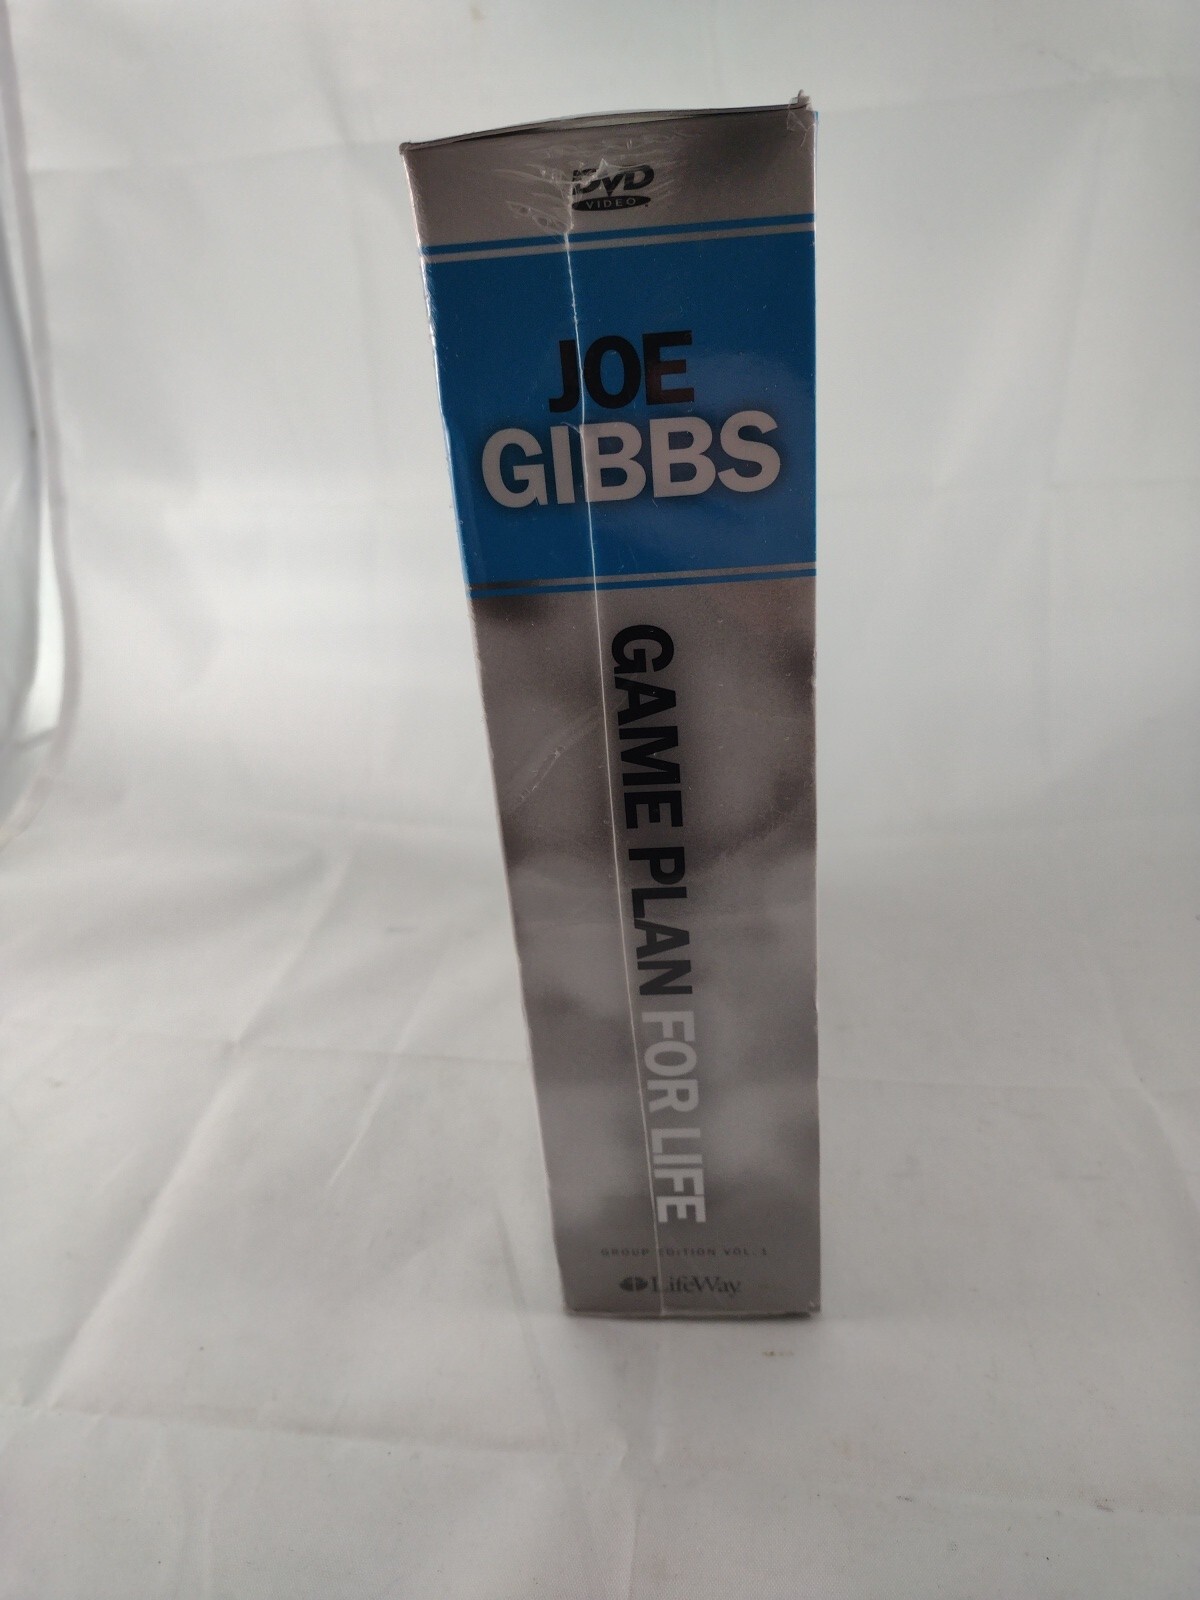 DVD
VIDEO
JOE
GIBBS
GAME PLAN FOR LIFE
GROUP EDITION VOL. 1
LifeWay